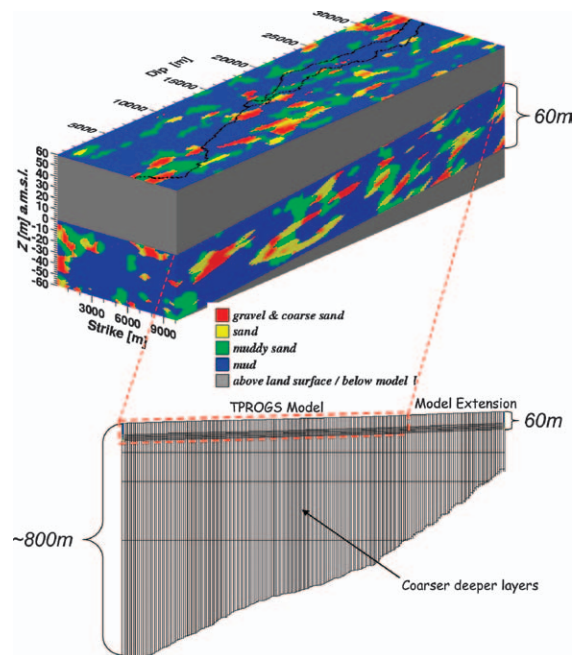 30000
25000
Dip [m]
20000
15000
10000
5000
60m
60
50
40
30
20
10
0
-10
-20
-30
-40
-50
-60
Z [m] a.m.s.l.
3000
6000
9000
Strike [m]
gravel & coarse sand
sand
muddy sand
mud
above land surface / below model l
TPROGS Model
Model Extension
60m
~800m
Coarser deeper layers